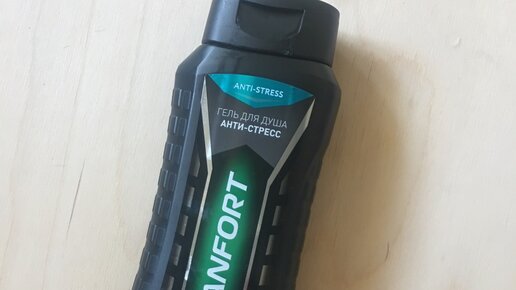 ANTI-STRESS
ГЕЛЬ ДЛЯ ДУША
АНТИ-СТРЕСС
ANFORT